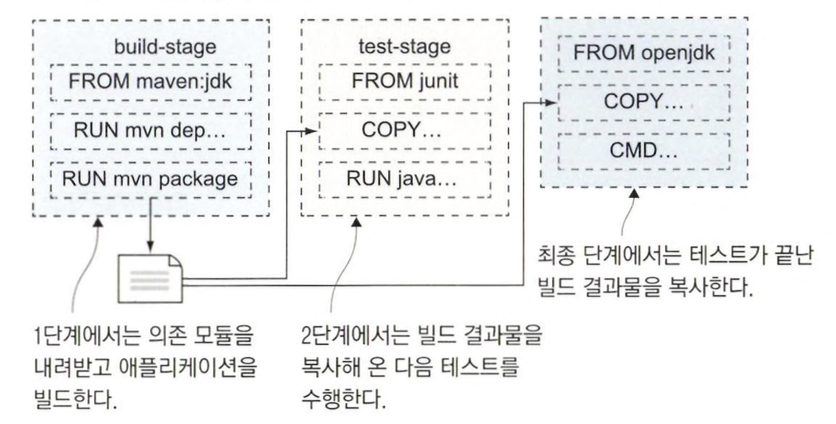 build-stage
FROM maven:jdk
RUN mvn dep…
RUN mvn package
test-stage
FROM junit
COPY…
RUN java…
FROM openjdk
COPY…
CMD…
1단계에서는 의존 모듈을
내려받고 애플리케이션을
빌드한다.
2단계에서는 빌드 결과물을
복사해 온 다음 테스트를
수행한다.
최종 단계에서는 테스트가 끝난
빌드 결과물을 복사한다.